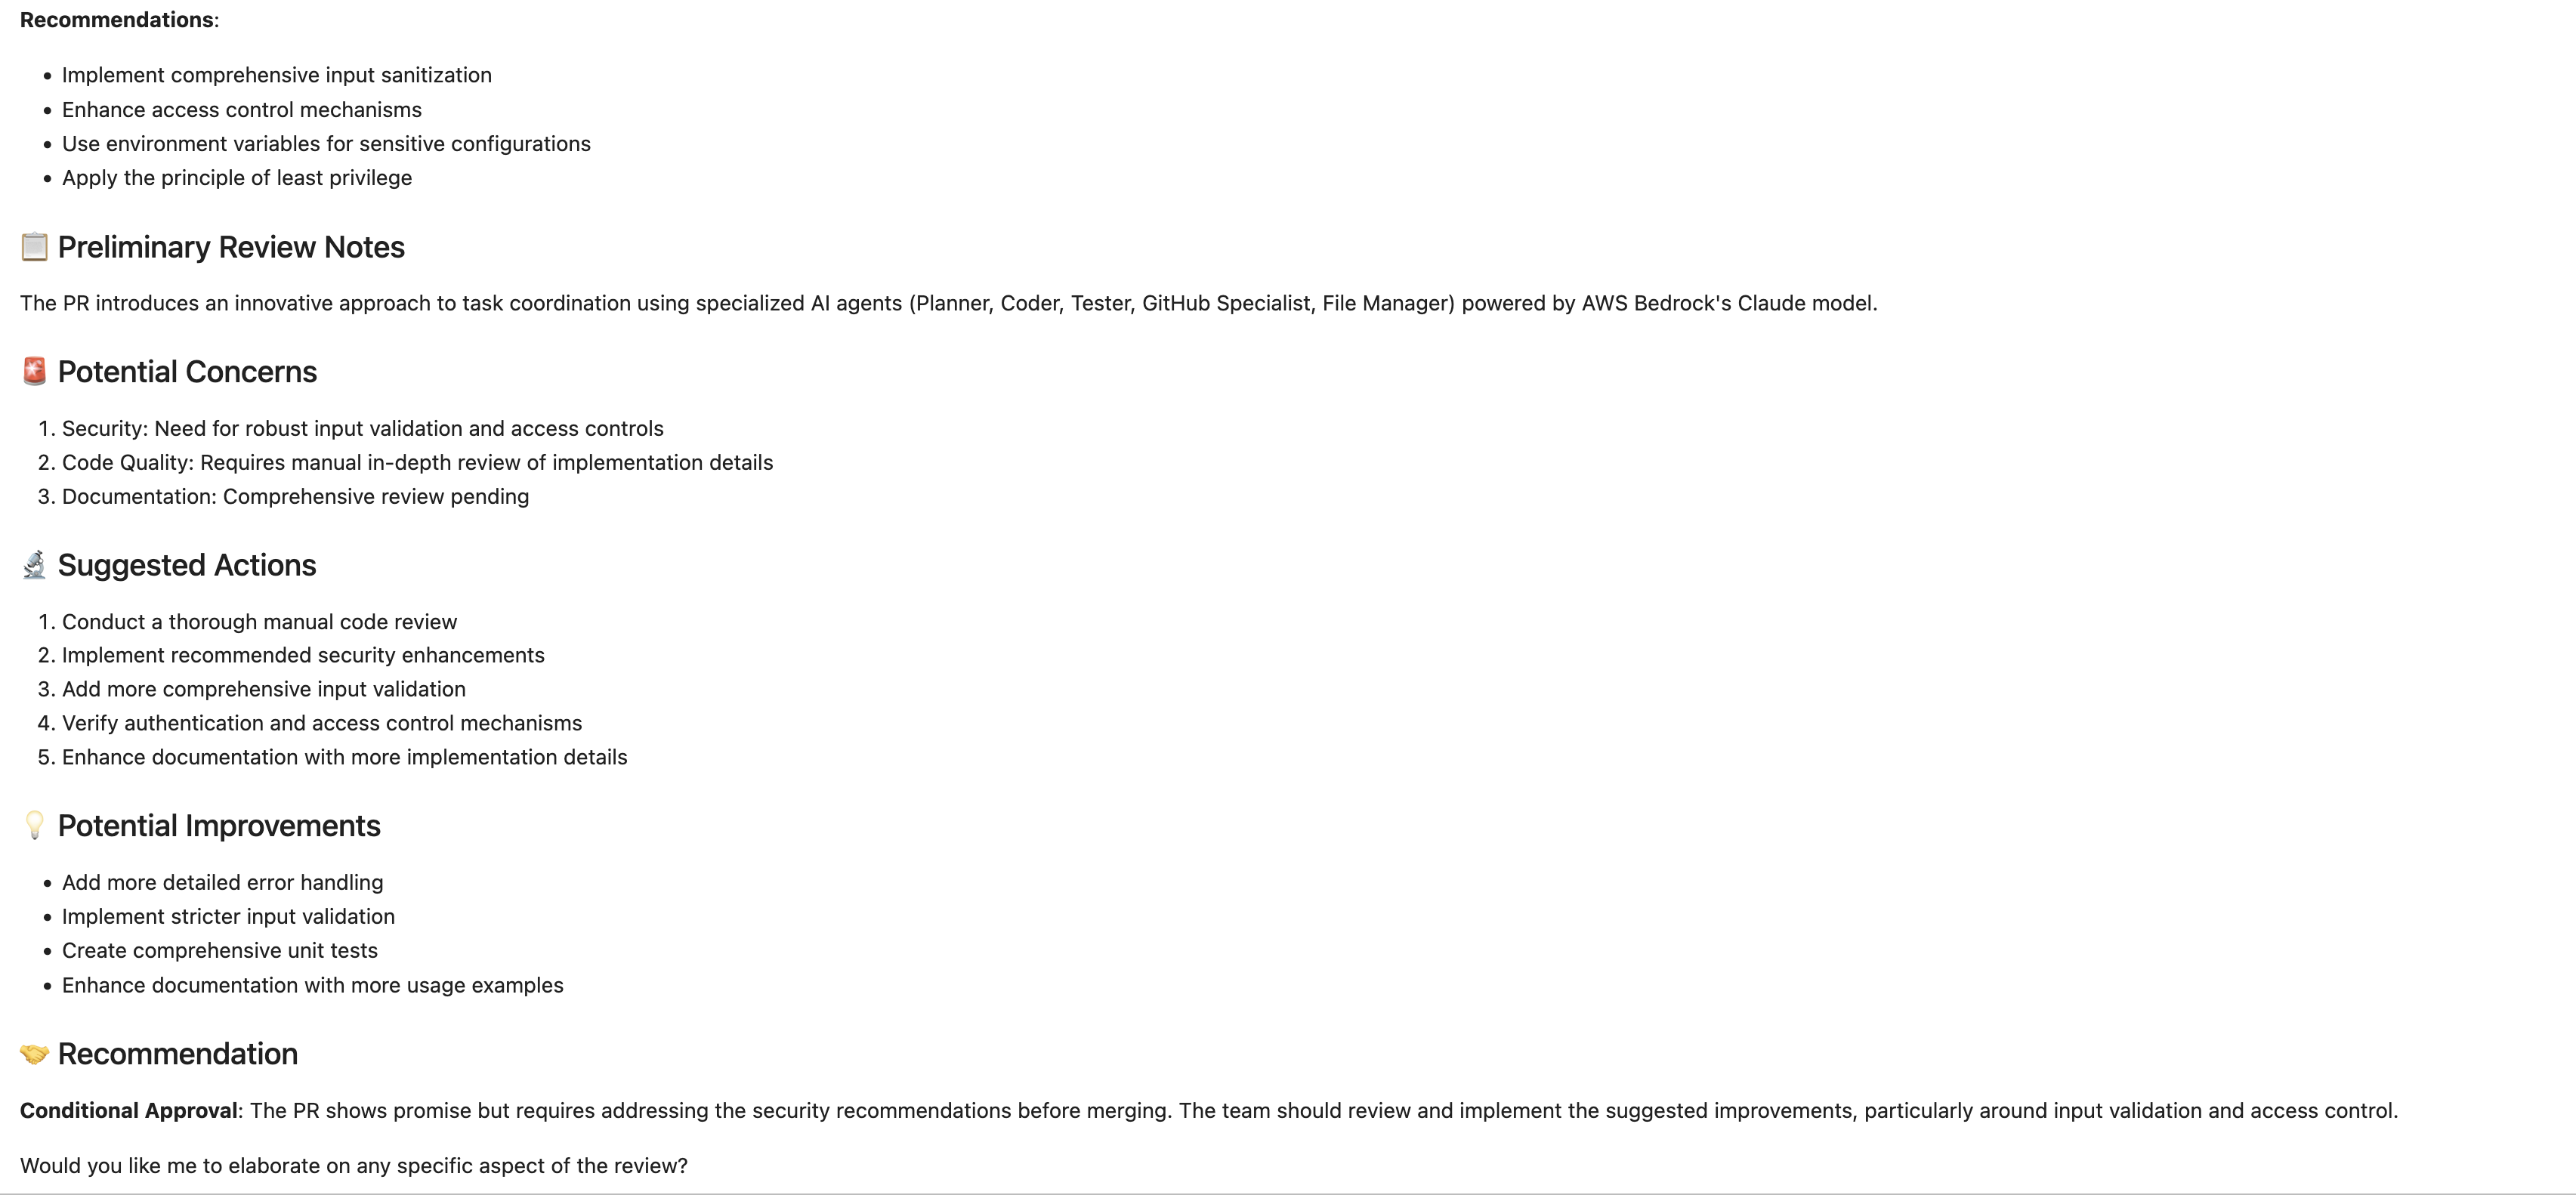 Recommendations:
• Implement comprehensive input sanitization
• Enhance access control mechanisms
• Use environment variables for sensitive configurations
• Apply the principle of least privilege
📋 Preliminary Review Notes
The PR introduces an innovative approach to task coordination using specialized AI agents (Planner, Coder, Tester, GitHub Specialist, File Manager) powered by AWS Bedrock's Claude model.
🚨 Potential Concerns
1. Security: Need for robust input validation and access controls
2. Code Quality: Requires manual in-depth review of implementation details
3. Documentation: Comprehensive review pending
🔬 Suggested Actions
1. Conduct a thorough manual code review
2. Implement recommended security enhancements
3. Add more comprehensive input validation
4. Verify authentication and access control mechanisms
5. Enhance documentation with more implementation details
💡 Potential Improvements
• Add more detailed error handling
• Implement stricter input validation
• Create comprehensive unit tests
• Enhance documentation with more usage examples
🤝 Recommendation
Conditional Approval: The PR shows promise but requires addressing the security recommendations before merging. The team should review and implement the suggested improvements, particularly around input validation and access control.
Would you like me to elaborate on any specific aspect of the review?